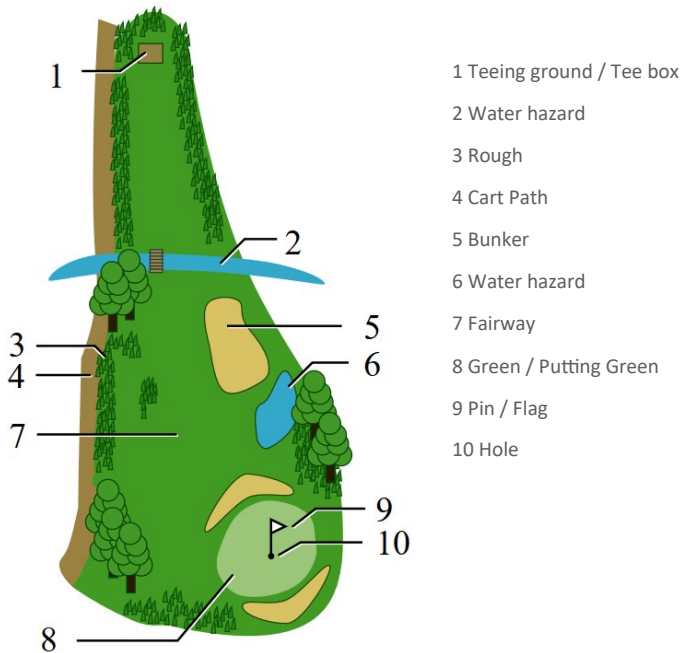 1
2
5
3
6
4
7
9
10
8
1 Teeing ground / Tee box
2 Water hazard
3 Rough
4 Cart Path
5 Bunker
6 Water hazard
7 Fairway
8 Green / Putting Green
9 Pin / Flag
10 Hole